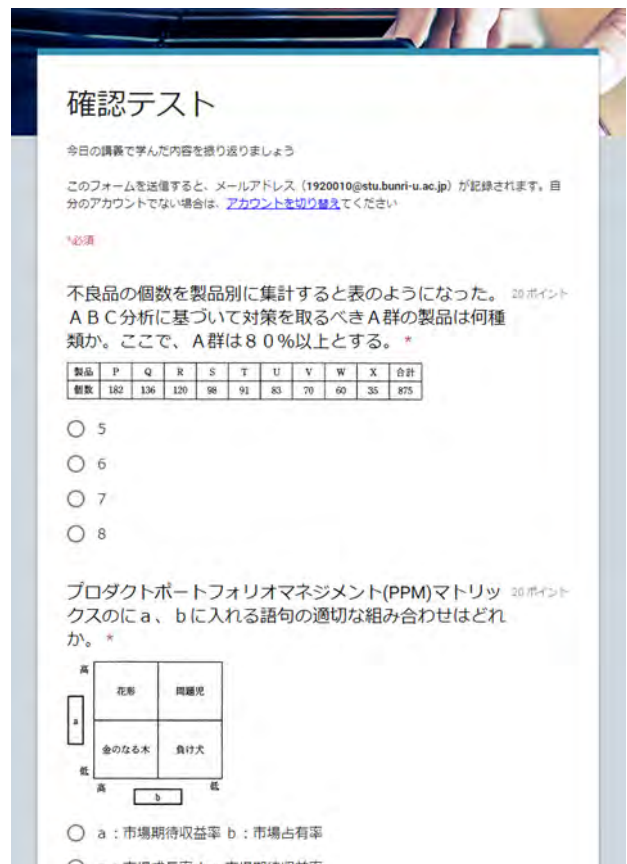 確認テスト
今日の講義で学んだ内容を振り返りましょう
このフォームを送信すると、メールアドレス（1920010@stu.bunri-u.ac.jp）が記録されます。自
分のアカウントでない場合は、アカウントを切り替えてください
*必須
不良品の個数を製品別に集計すると表のようになった。 20 ポイント
ＡＢＣ分析に基づいて対策を取るべきＡ群の製品は何種
類か。ここで、Ａ群は８０％以上とする。 *
製品 P Q R S T U V W X 合計
個数 182 136 120 98 91 83 70 60 35 875
5
6
7
8
プロダクトポートフォリオマネジメント(PPM)マトリッ 20 ポイント
クスのにａ、ｂに入れる語句の適切な組み合わせはどれ
か。 *
高
花形 問題児
a
金のなる木 負け犬
低
高 低
b
a：市場期待収益率 b：市場占有率